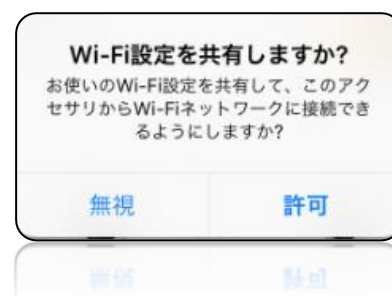 Wi-Fi設定を共有しますか?
お使いのWi-Fi設定を共有して、このアク
セサリからWi-Fiネットワークに接続でき
るようにしますか?
無視
許可